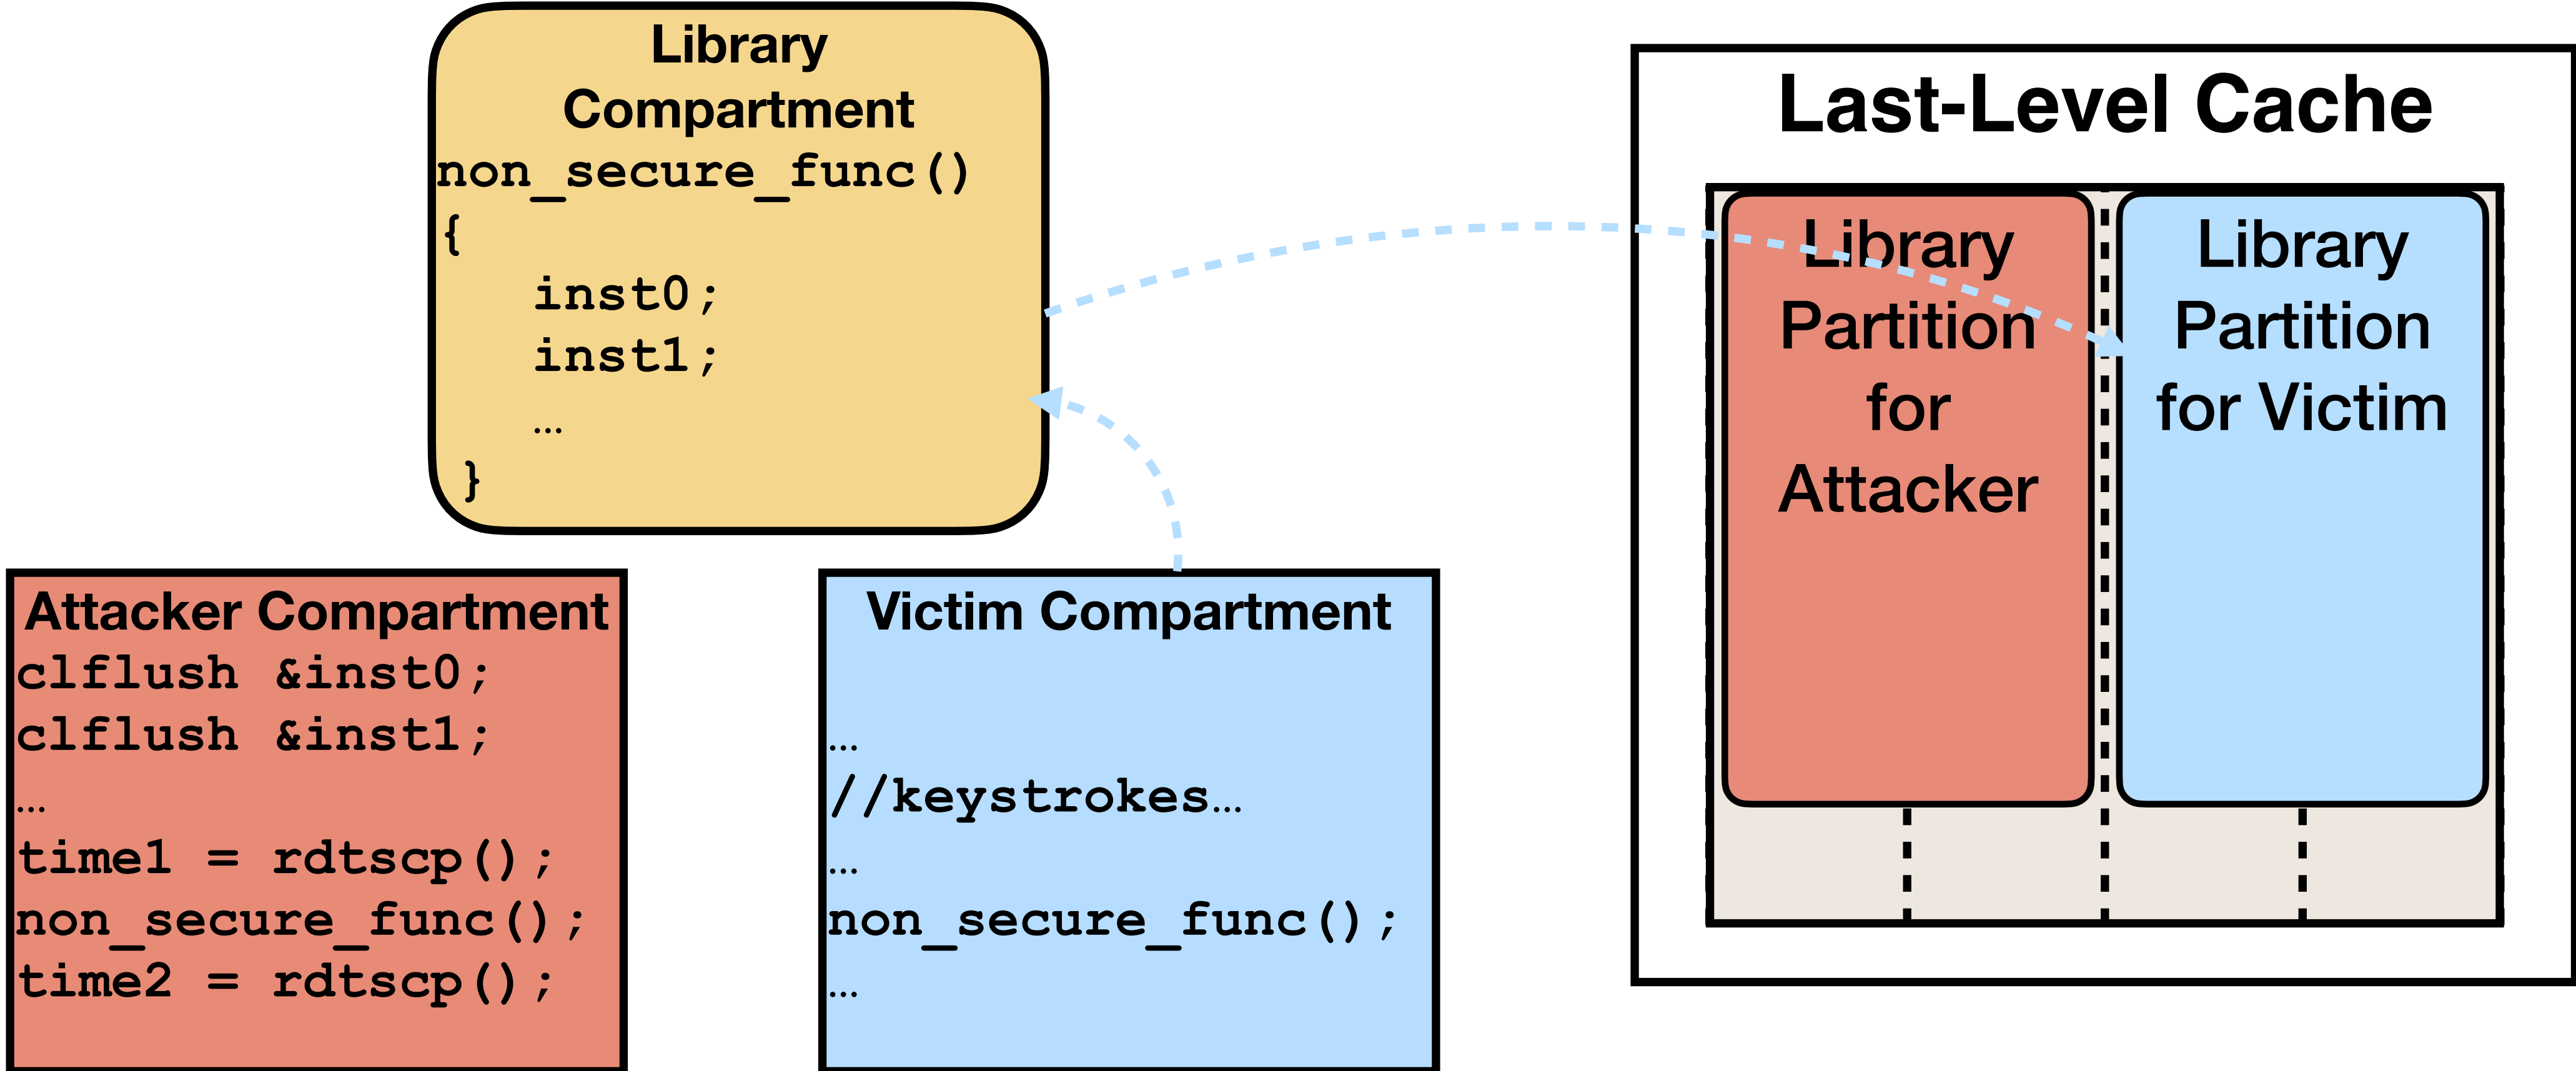 Library
Compartment
non_secure_func()
{
inst0;
inst1;
…
}
Attacker Compartment
clflush &inst0;
clflush &inst1;
…
time1 = rdtscp();
non_secure_func();
time2 = rdtscp();
Victim Compartment
…
//keystrokes…
…
non_secure_func();
…
Last-Level Cache
Library
Partition
for
Attacker
Library
Partition
for Victim